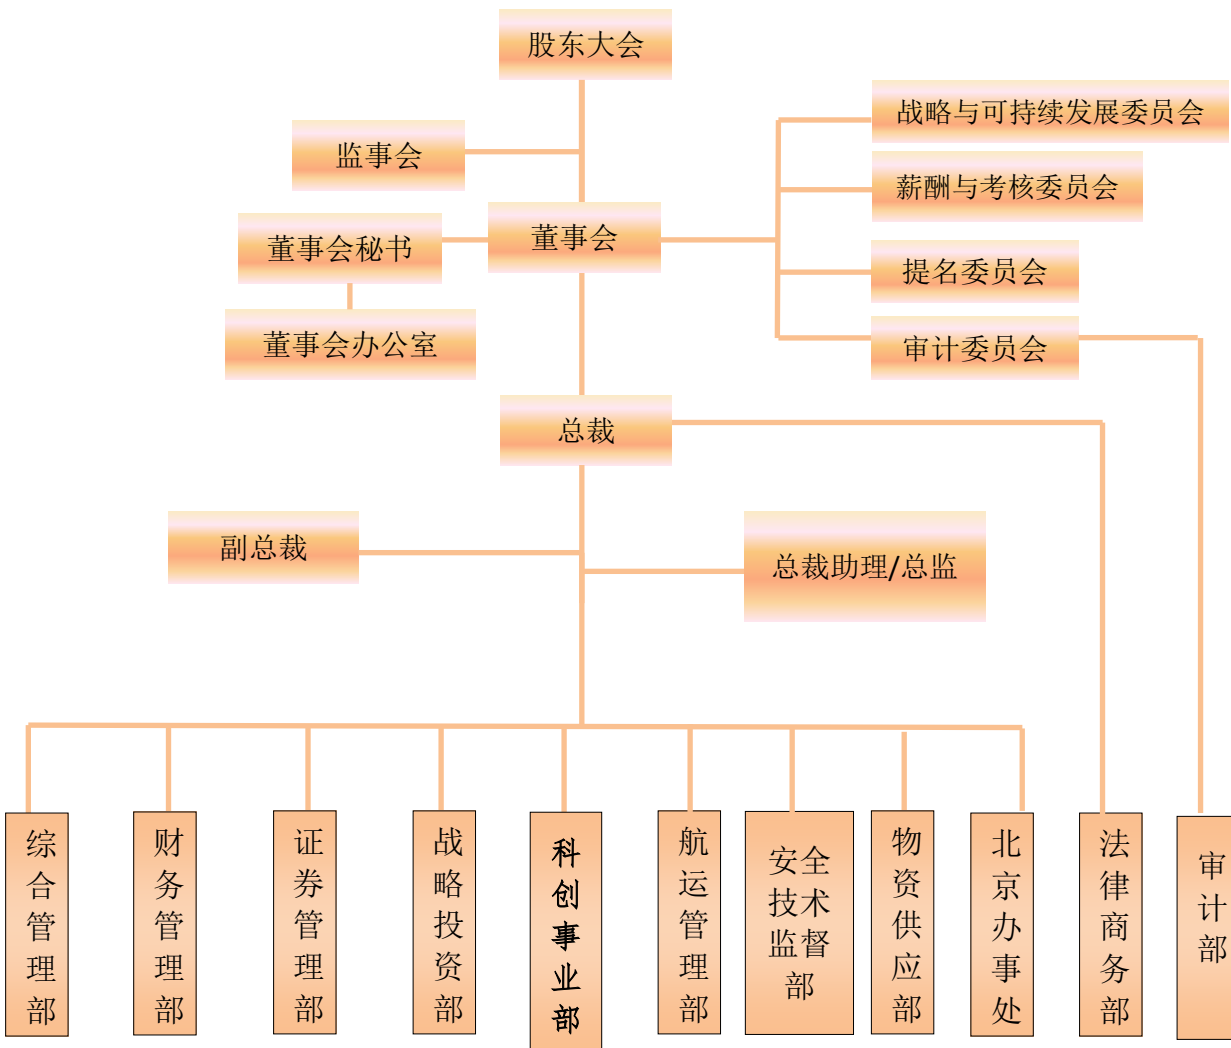 股东大会
战略与可持续发展委员会
监事会
薪酬与考核委员会
董事会秘书
董事会
提名委员会
董事会办公室
审计委员会
总裁
副总裁
总裁助理/总监
综合管理部
财务管理部
证券管理部
战略投资部
科创事业部
航运管理部
安全
技术
监督
部
物资供应部
北京办事处
法律商务部
审计部